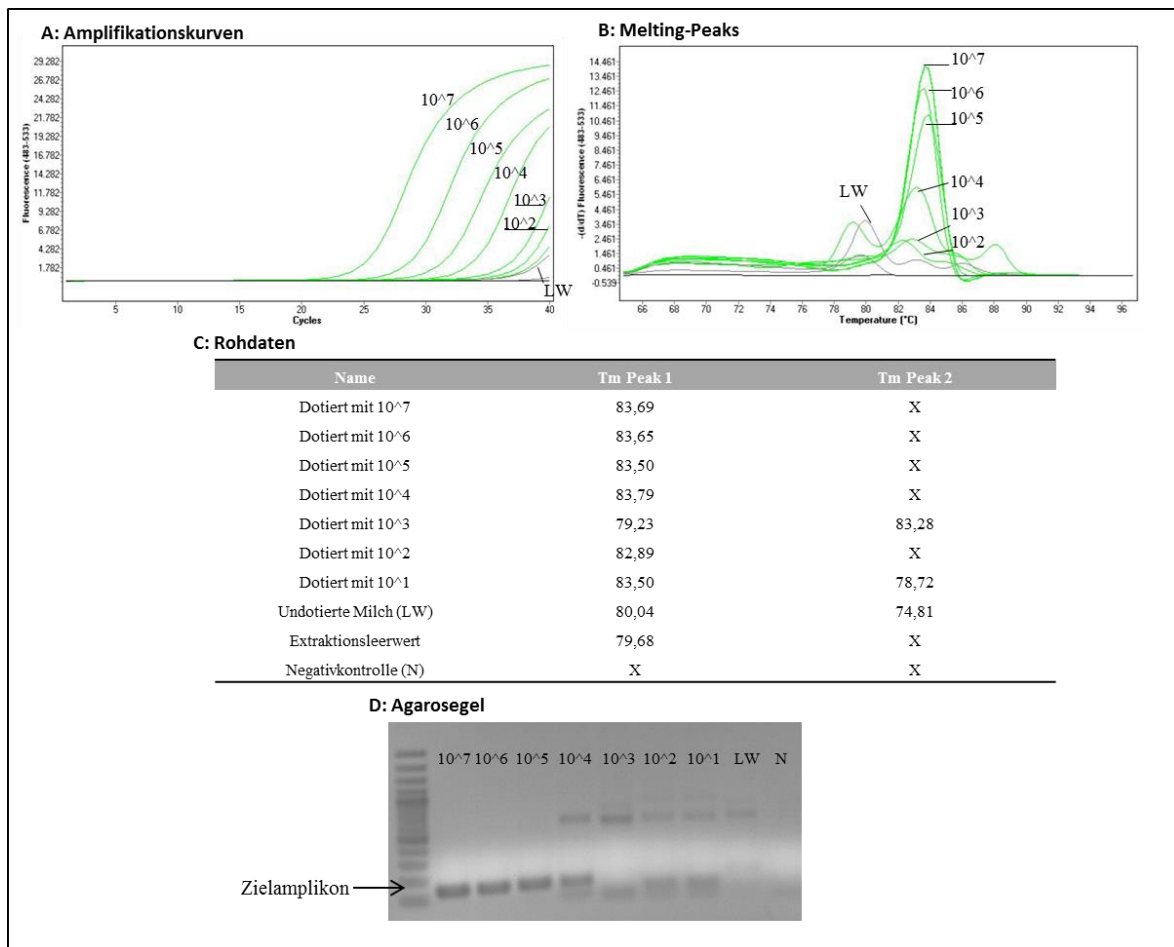 A: Amplifikationskurven
29.282
26.782
24.282
21.782
19.282
16.782
14.282
11.782
9.282
6.782
4.282
1.782
Fluorescence (483-533)
10^7
10^6
10^5
10^4
10^3
10^2
LW
5 10 15 20 25 30 35 40
Cycles
B: Melting-Peaks
14.461
13.461
12.461
11.461
10.461
9.461
8.461
7.461
6.461
5.461
4.461
3.461
2.461
1.461
0.461
-0.539
-(d/dT) Fluorescence (483-533)
10^7
10^6
10^5
10^4
LW
10^3
10^2
66 68 70 72 74 76 78 80 82 84 86 88 90 92 94 96
Temperature (°C)
C: Rohdaten
Name Tm Peak 1 Tm Peak 2
Dotiert mit 10^7 83,69 X
Dotiert mit 10^6 83,65 X
Dotiert mit 10^5 83,50 X
Dotiert mit 10^4 83,79 X
Dotiert mit 10^3 79,23 83,28
Dotiert mit 10^2 82,89 X
Dotiert mit 10^1 83,50 78,72
Undotierte Milch (LW) 80,04 74,81
Extraktionsleerwert 79,68 X
Negativkontrolle (N) X X
D: Agarosegel
10^7 10^6 10^5 10^4 10^3 10^2 10^1 LW N
Zielamplikon